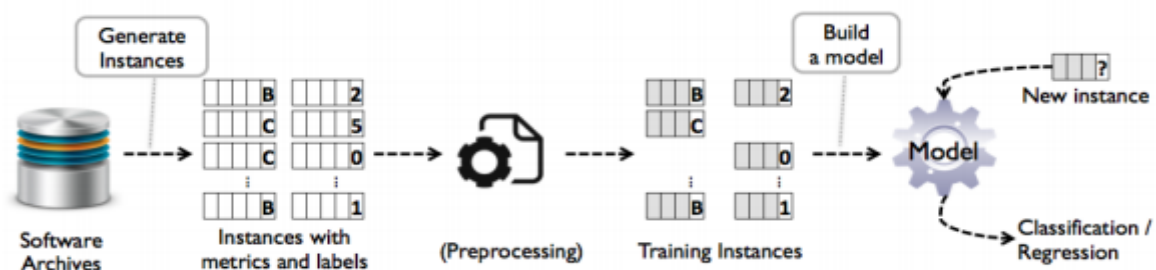 Generate
Instances
Build
a model
B 2
C 5
C 0
B 1
B 2
C
0
B 1
?
New instance
Model
Software
Archives
Instances with
metrics and labels
(Preprocessing)
Training Instances
Classification /
Regression